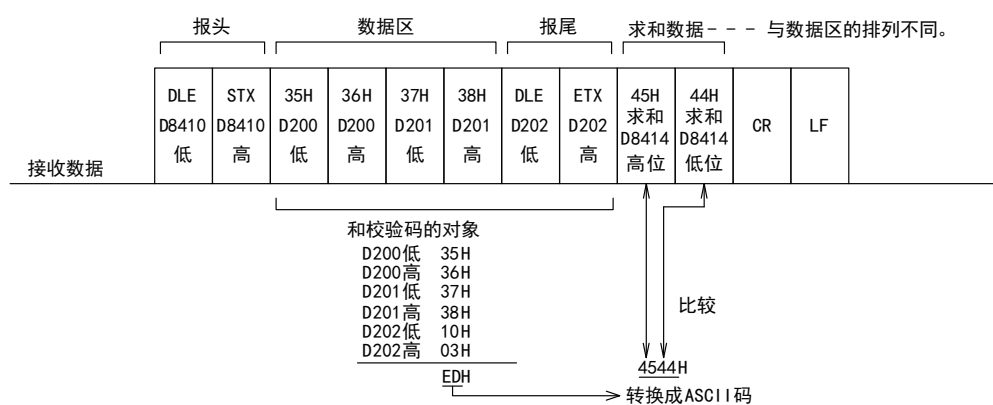 报头 数据区 报尾 求和数据--- 与数据区的排列不同。
DLE STX 35H 36H 37H 38H DLE ETX 45H 44H
D8410 D8410 D200 D200 D201 D201 D202 D202 求和 求和 CR LF
低 高 低 高 低 高 低 高 D8414 D8414
高位 低位
接收数据
和校验码的对象
D200低 35H
D200高 36H
D201低 37H
D201高 38H
D202低 10H
D202高 03H
比较
EDH
4544H
转换成ASCII码